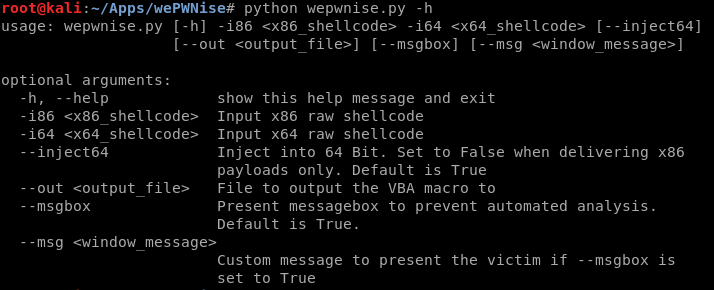 root@kali:~/Apps/wePWNise# python wepwnise.py -h
usage: wepwnise.py [-h] -i86 <x86_shellcode> -i64 <x64_shellcode> [--inject64]
[--out <output_file>] [--msgbox] [--msg <window_message>]
optional arguments:
-h, --help show this help message and exit
-i86 <x86_shellcode> Input x86 raw shellcode
-i64 <x64_shellcode> Input x64 raw shellcode
--inject64 Inject into 64 Bit. Set to False when delivering x86
payloads only. Default is True
--out <output_file> File to output the VBA macro to
--msgbox Present messagebox to prevent automated analysis.
Default is True.
--msg <window_message>
Custom message to present the victim if --msgbox is
set to True